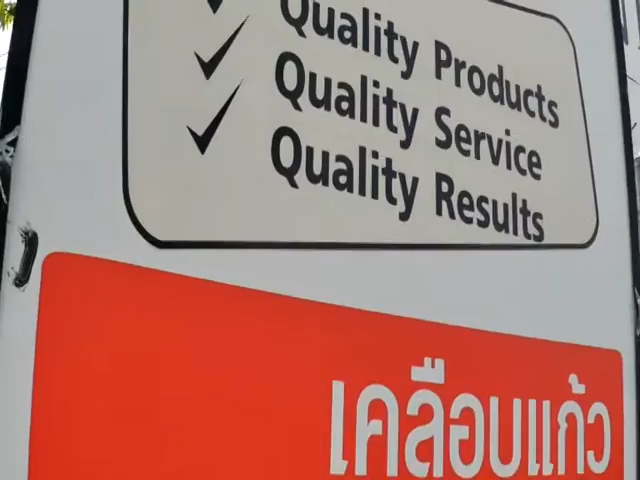 ✓ Quality Products
✓ Quality Service
✓ Quality Results
เคลือบแก้ว